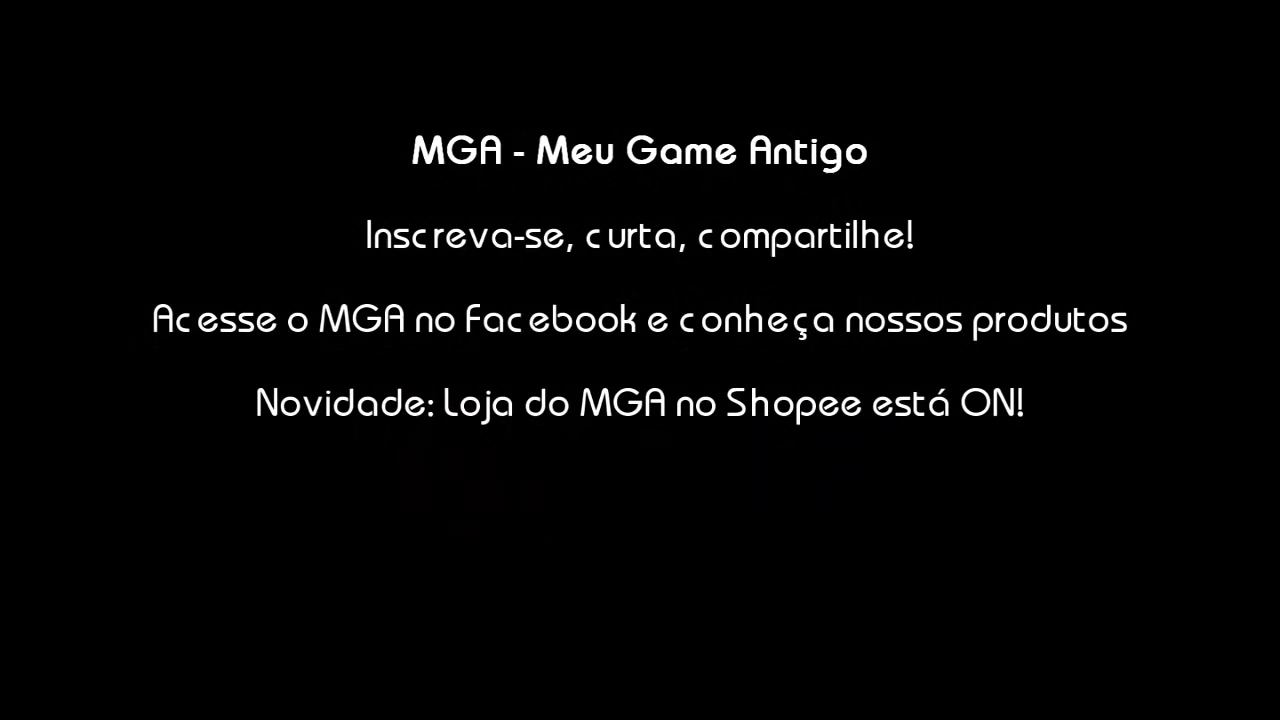 MGA - Meu Game Antigo
Inscreva-se, curta, compartilhe!
Acesse o MGA no Facebook e conheça nossos produtos
Novidade: Loja do MGA no Shopee está ON!